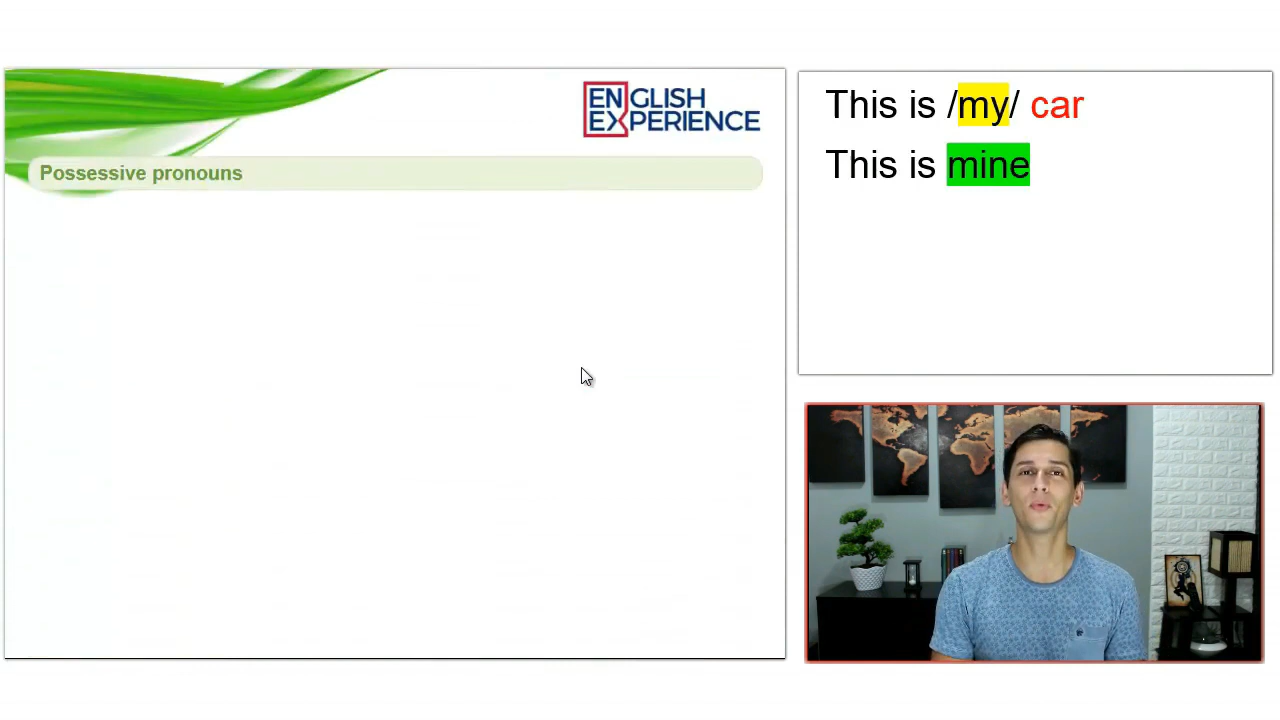 ENGLISH
EXPERIENCE
Possessive pronouns
This is /my/ car
This is mine